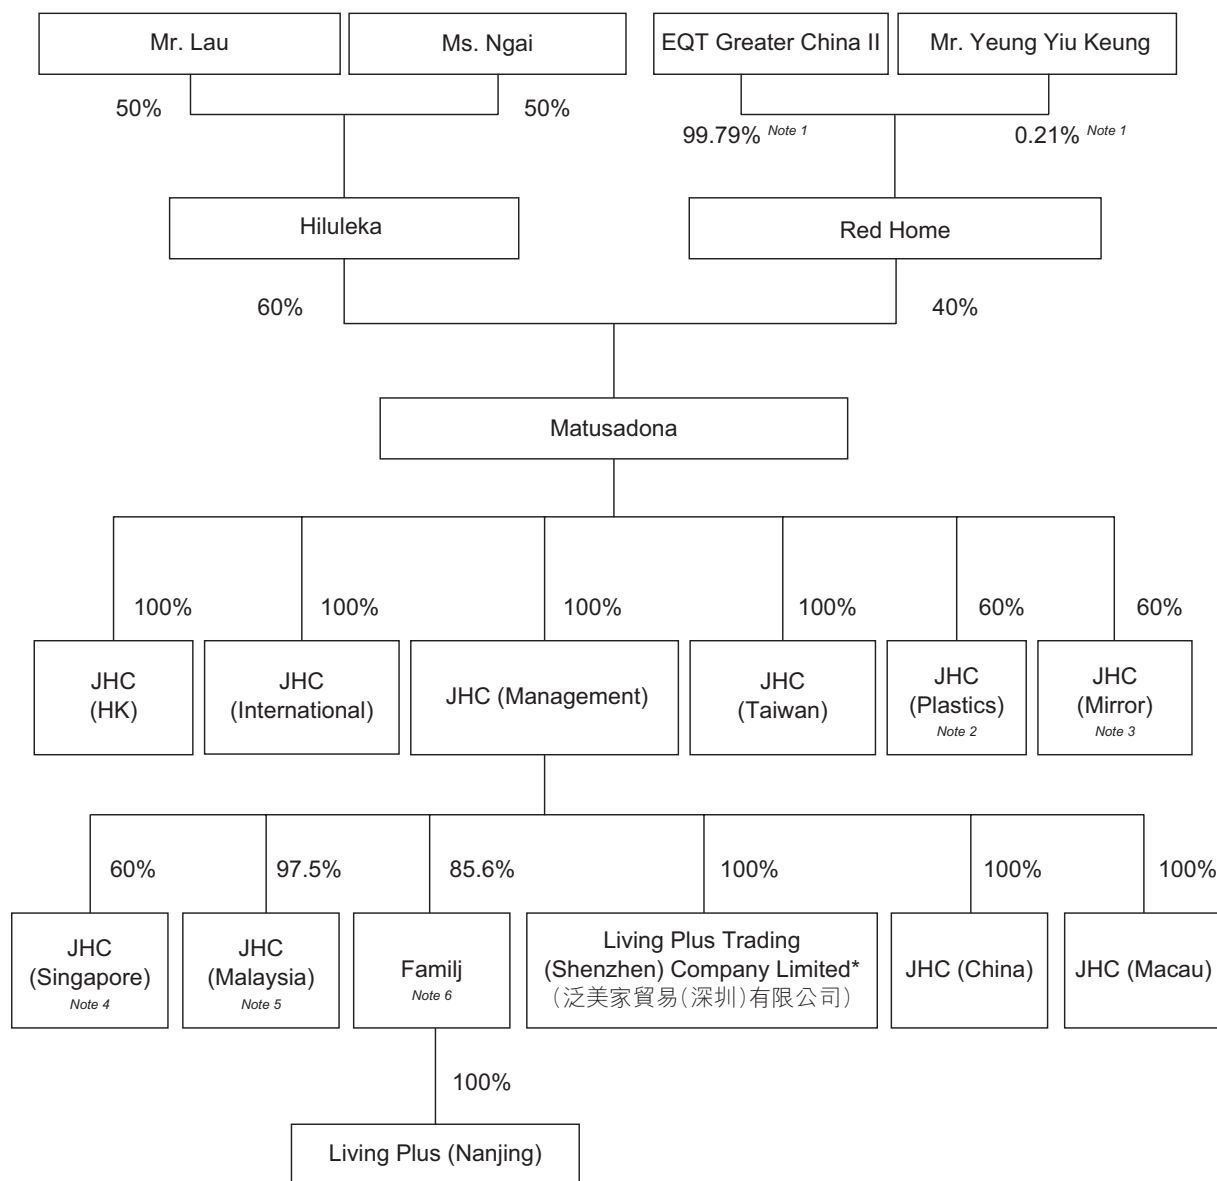 Mr. Lau
Ms. Ngai
EQT Greater China II
Mr. Yeung Yiu Keung
50%
50%
99.79% Note 1
0.21% Note 1
Hiluleka
Red Home
60%
40%
Matusadona
100%
100%
100%
100%
60%
60%
JHC
(HK)
JHC
(International)
JHC (Management)
JHC
(Taiwan)
JHC
(Plastics)
Note 2
JHC
(Mirror)
Note 3
60%
97.5%
85.6%
100%
100%
100%
JHC
(Singapore)
Note 4
JHC
(Malaysia)
Note 5
Familj
Note 6
Living Plus Trading
(Shenzhen) Company Limited*
（泛美家貿易（深圳）有限公司）
JHC (China)
JHC (Macau)
100%
Living Plus (Nanjing)